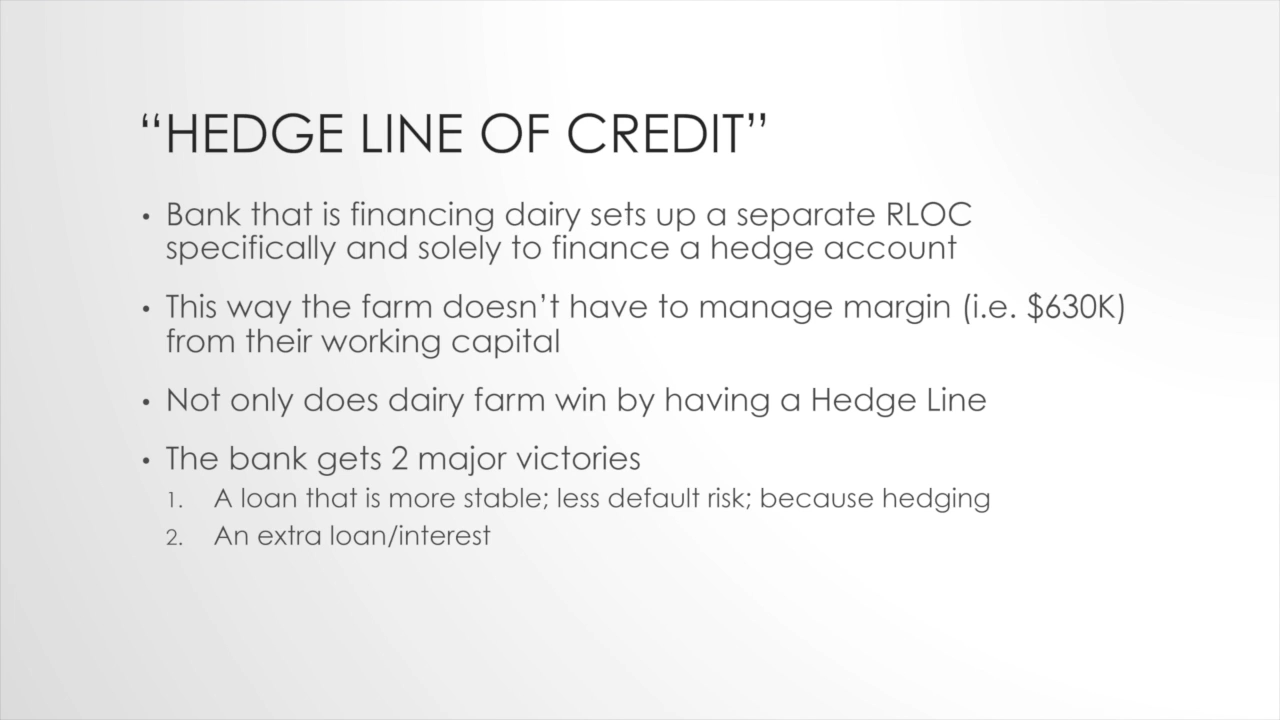 “HEDGE LINE OF CREDIT”
• Bank that is financing dairy sets up a separate RLOC
specifically and solely to finance a hedge account
• This way the farm doesn’t have to manage margin (i.e. $630K)
from their working capital
• Not only does dairy farm win by having a Hedge Line
• The bank gets 2 major victories
1. A loan that is more stable; less default risk; because hedging
2. An extra loan/interest